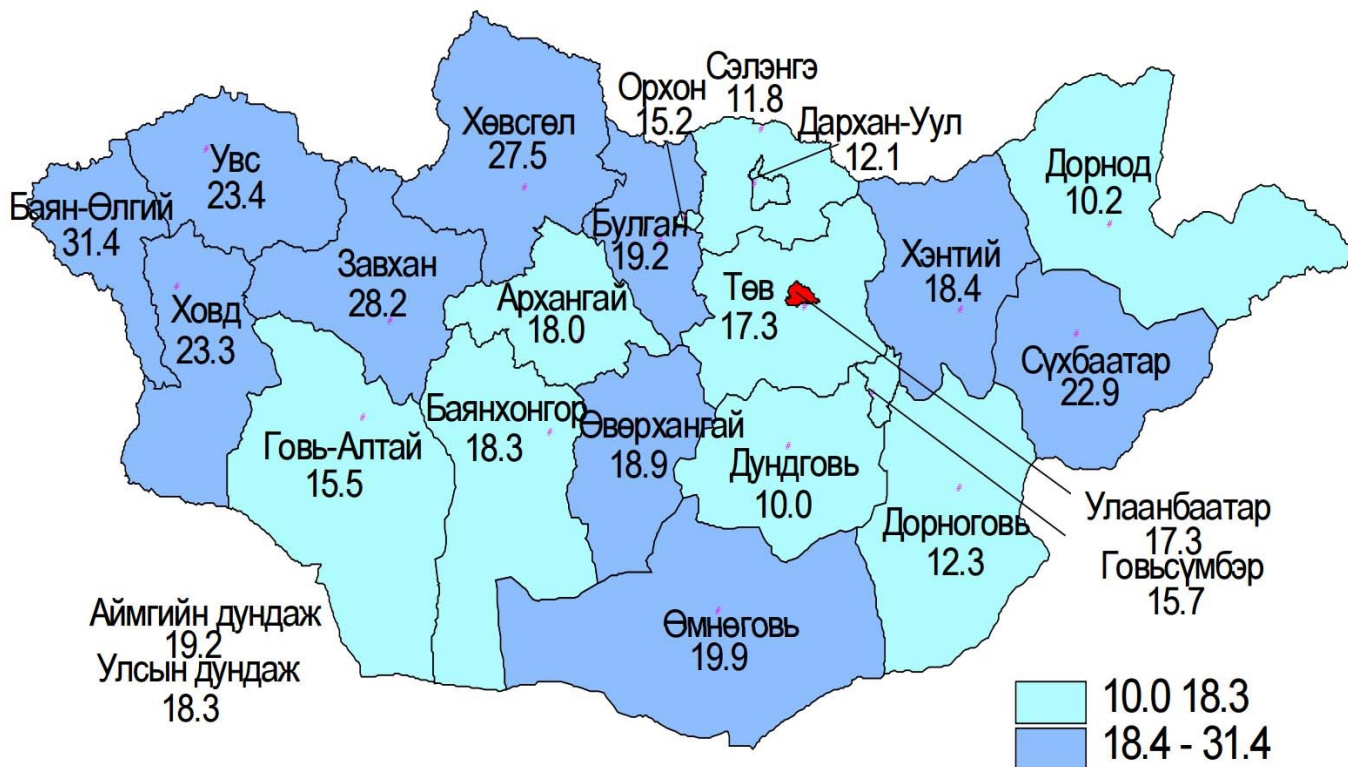 Сэлэнгэ
11.8
Орхон
15.2
Дархан-Уул
12.1
Хөвсгөл
27.5
Увс
23.4
Дорнод
10.2
Баян-Өлгий
31.4
Булган
19.2
Хэнтий
18.4
Завхан
28.2
Архангай
18.0
Төв
17.3
Ховд
23.3
Сүхбаатар
22.9
Баянхонгор
18.3
Өвөрхангай
18.9
Говь-Алтай
15.5
Дундговь
10.0
Дорноговь
12.3
Улаанбаатар
17.3
Говьсүмбэр
15.7
Өмнөговь
19.9
Аймгийн дундаж
19.2
Улсын дундаж
18.3
10.0 18.3
18.4 - 31.4